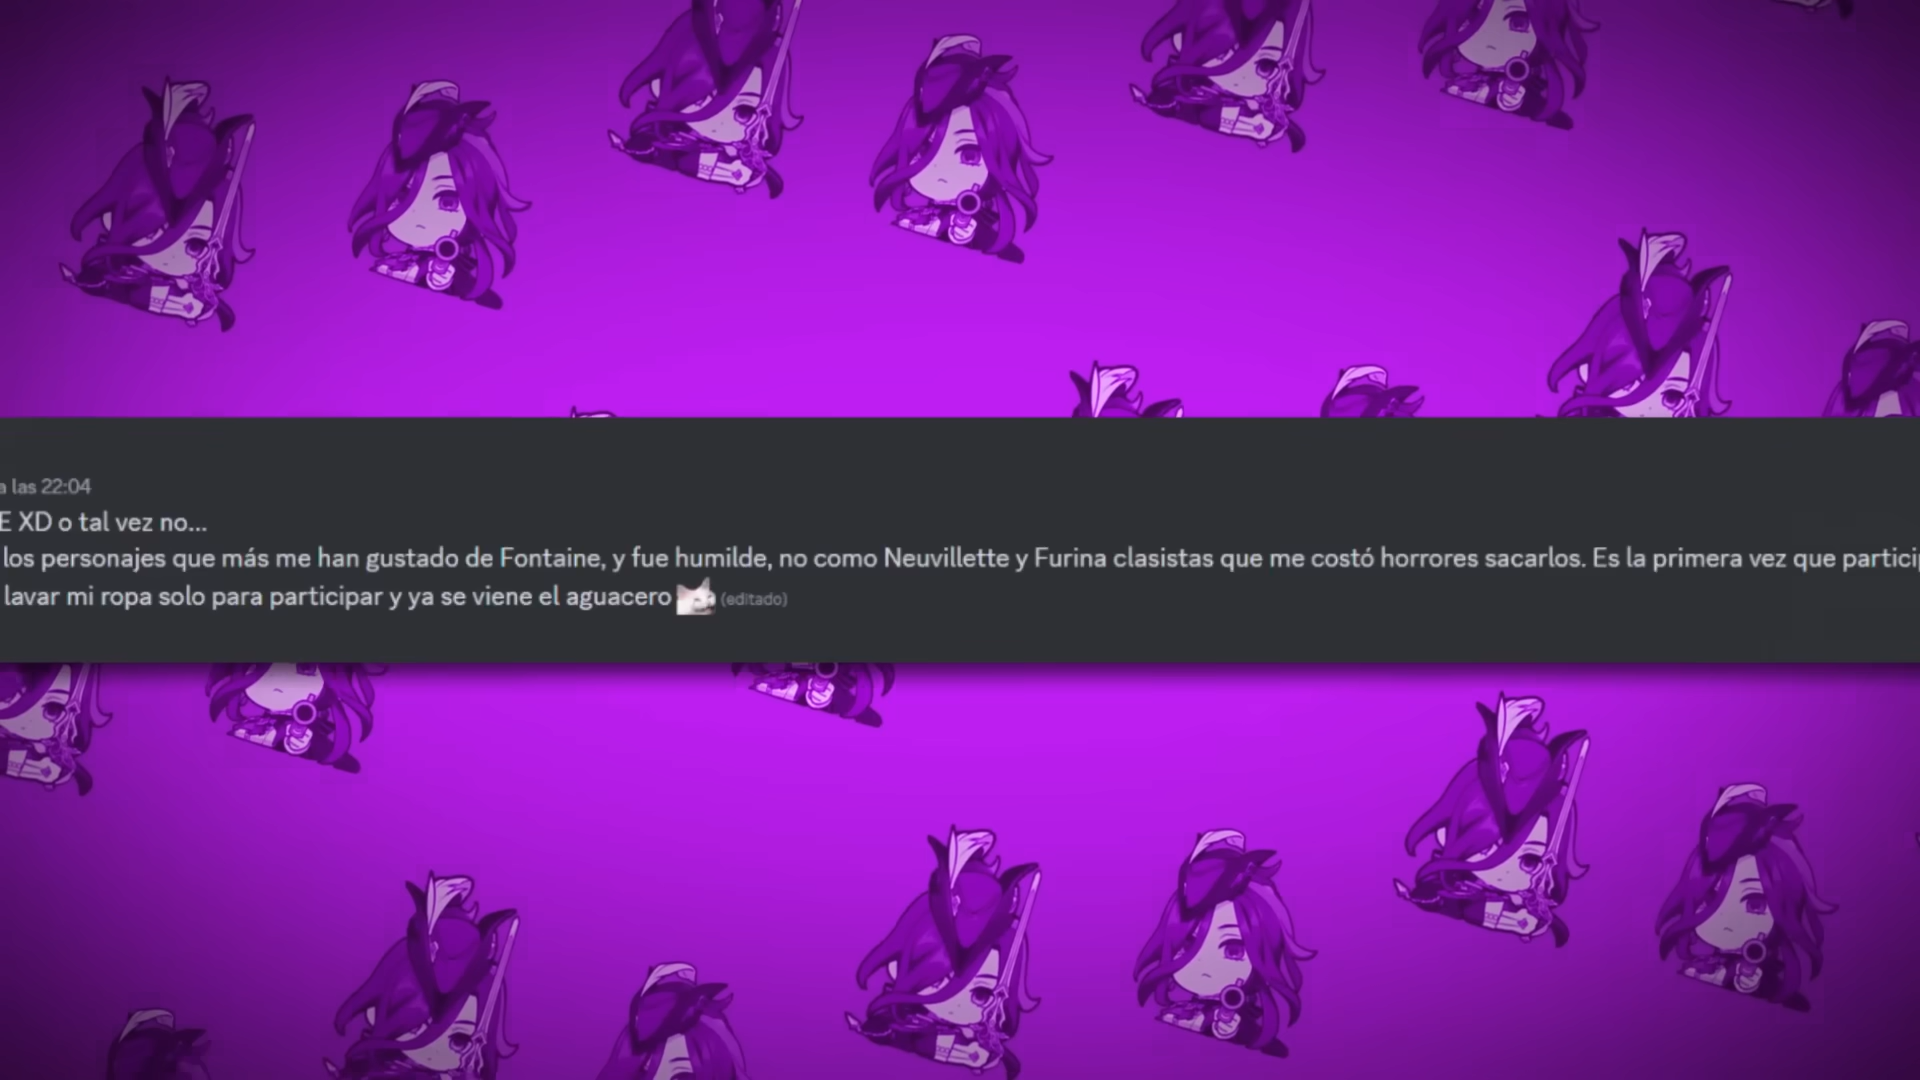 a las 22:04
E XD o tal vez no...
los personajes que más me han gustado de Fontaine, y fue humilde, no como Neuvillette y Furina clasistas que me costó horrores sacarlos. Es la primera vez que particip
lavar mi ropa solo para participar y ya se viene el aguacero (editado)